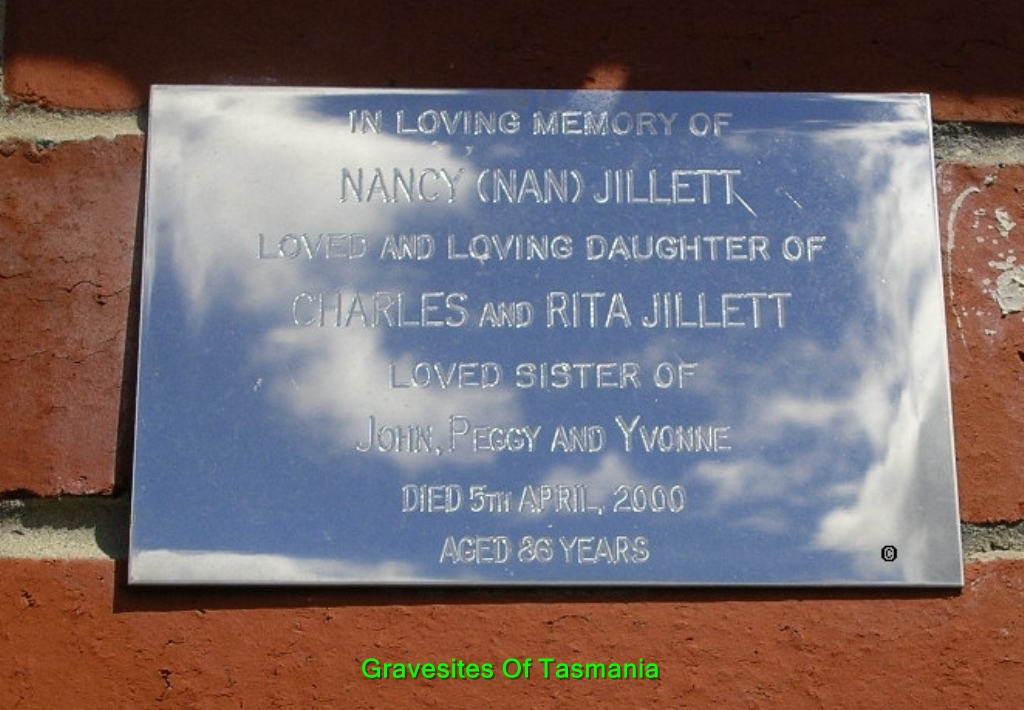 IN LOVING MEMORY OF
NANCY (NAN) JILLETT
LOVED AND LOVING DAUGHTER OF
CHARLES AND RITA JILLETT
LOVED SISTER OF
JOHN, PEGGY AND YVONNE
DIED 5TH APRIL, 2000
AGED 86 YEARS
©
Gravesites Of Tasmania